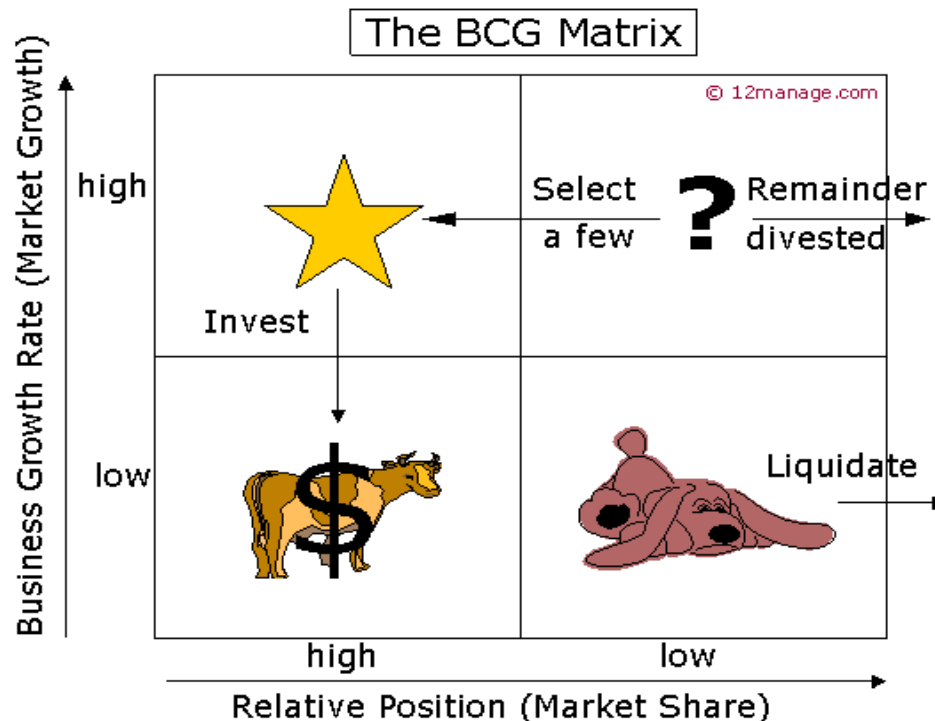 The BCG Matrix
© 12manage.com
Business Growth Rate (Market Growth)
high
Select
a few
?
Remainder
divested
Invest
low
$
Liquidate
high
low
Relative Position (Market Share)